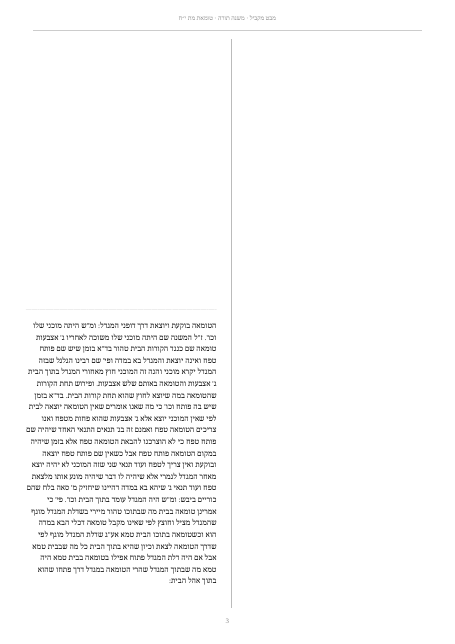 מבט מקביל · משנה תורה · טומאת מת י״ח
הטומאה בוקעת ויוצאת דרך דופני המגדל: ומ״ש היתה מוכני שלו
וכו׳. ז״ל המשנה שם היתה מוכני שלו משוכה לאחריו ג׳ אצבעות
טומאה שם כנגד הקורות הבית טהור בד״א בזמן שיש שם פותח
טפח ואינה יוצאת והמגדל בא במדה ופי׳ שם רבינו הגלגל שבזה
המגדל יקרא מוכני והנה זה המוכני חוץ מאחורי המגדל בתוך הבית
ג׳ אצבעות והטומאה באותם שלש אצבעות. ופירוש תחת הקורות
שהטומאה במה שיוצא לחוץ שהוא תחת קורות הבית. בד״א בזמן
שיש בה פותח וכו׳ כי מה שאנו אומרים שאין הטומאה יוצאה לבית
לפי שאין המוכני יוצא אלא ג׳ אצבעות שהוא פחות מטפח ואנו
צריכים הטומאה טפח ואמנם זה בב׳ תנאים התנאי האחד שיהיה שם
פותח טפח כי לא הוצרכנו להבאת הטומאה טפח אלא בזמן שיהיה
במקום הטומאה פותח טפח אבל כשאין שם פותח טפח יוצאה
ובוקעת ואין צריך לטפח ועוד תנאי שני שזה המוכני לא יהיה יוצא
מאחר המגדל לגמרי אלא שיהיה לו דבר שיהיה מונע אותו מלצאת
טפח ועוד תנאי ג׳ שיהא בא במדה דהיינו שיחזיק מ׳ סאה בלח שהם
כוריים ביבש: ומ״ש היה המגדל עומד בתוך הבית וכו׳. פי׳ כי
אמרינן טומאה בבית מה שבתוכו טהור מיירי בשדלת המגדל מוגף
שהמגדל מציל וחוצץ לפי שאינו מקבל טומאה דכלי הבא במדה
הוא וכשטומאה בתוכו הבית טמא אע״ג שדלת המגדל מוגף לפי
שדרך הטומאה לצאת וכיון שהיא בתוך הבית כל מה שבבית טמא
אבל אם היה דלת המגדל פתוח אפילו בטומאה בבית טמא היה
טמא מה שבתוך המגדל שהרי הטומאה במגדל דרך פתחו שהוא
בתוך אהל הבית:
3